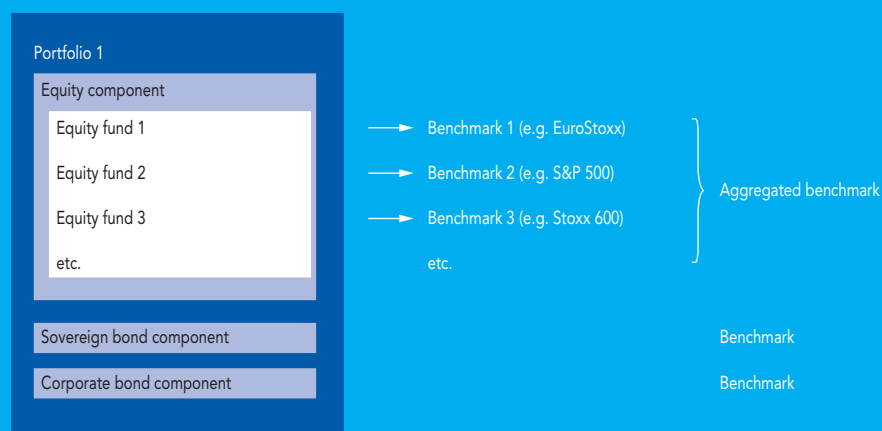 Portfolio 1
Equity component
Equity fund 1
Benchmark 1 (e.g. EuroStoxx)
Equity fund 2
Benchmark 2 (e.g. S&P 500)
Aggregated benchmark
Equity fund 3
Benchmark 3 (e.g. Stoxx 600)
etc.
etc.
Sovereign bond component
Benchmark
Corporate bond component
Benchmark